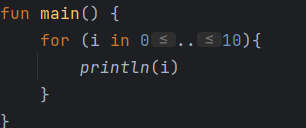 fun main() {
    for (i in 0≤..≤10){
        println(i)
    }
}